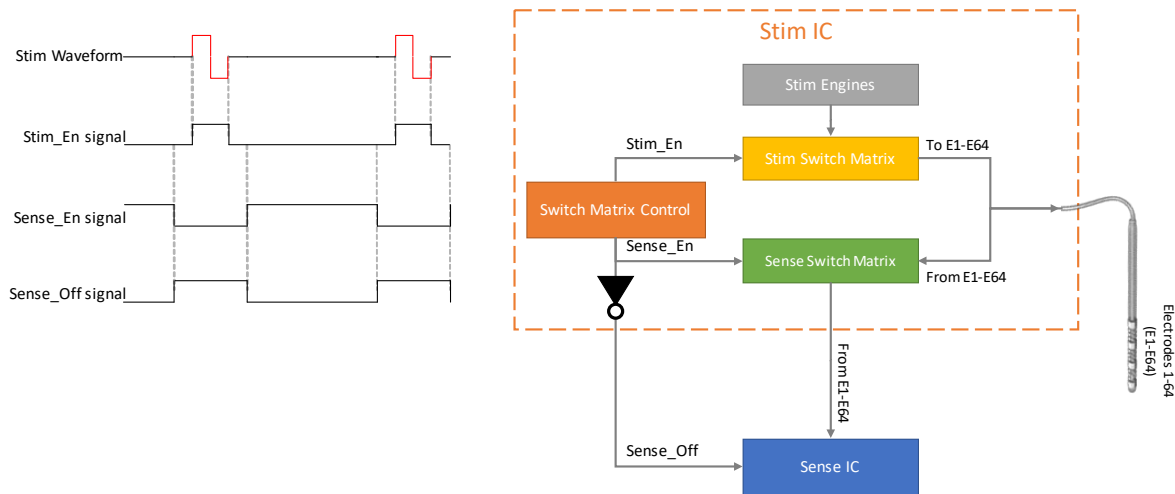 Stim IC
Stim Waveform
Stim Engines
Stim_En signal
Stim_En
Stim Switch Matrix
To E1-E64
Switch Matrix Control
Sense_En signal
Sense_En
Sense Switch Matrix
From E1-E64
Sense_Off signal
From E1-E64
Electrodes 1-64
(E1-E64)
Sense_Off
Sense IC